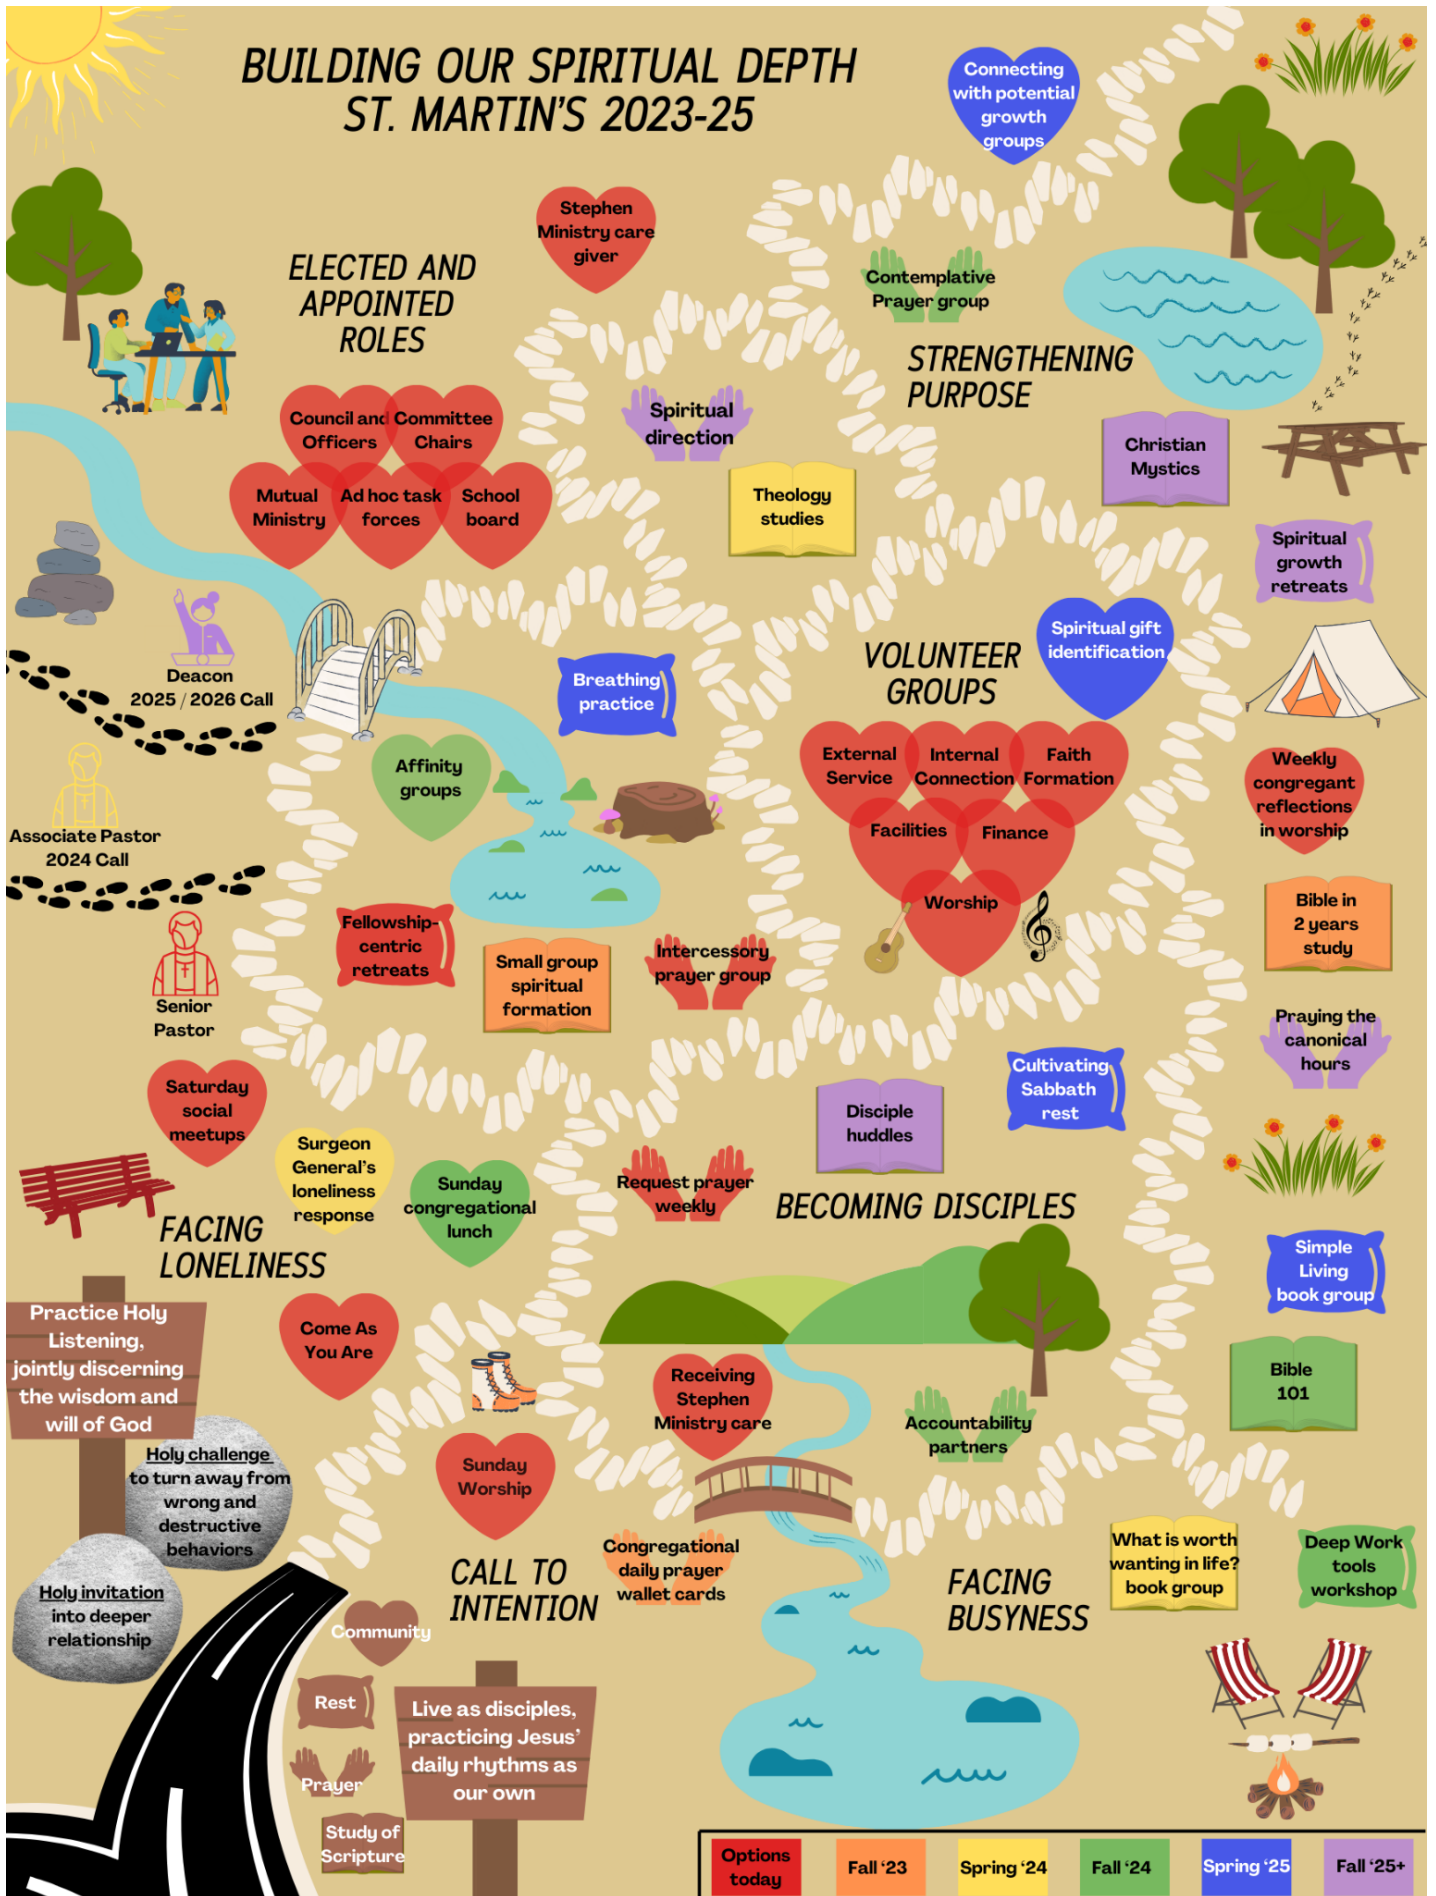 BUILDING OUR SPIRITUAL DEPTH
ST. MARTIN'S 2023-25
Connecting
with potential
growth
groups
Stephen
Ministry care
giver
ELECTED AND
APPOINTED
ROLES
Contemplative
Prayer group
STRENGTHENING
PURPOSE
Council and
Officers
Committee
Chairs
Mutual
Ministry
Ad hoc task
forces
School
board
Spiritual
direction
Theology
studies
Christian
Mystics
Spiritual
growth
retreats
Deacon
2025 / 2026 Call
Breathing
practice
VOLUNTEER
GROUPS
Spiritual gift
identification
Affinity
groups
External
Service
Internal
Connection
Faith
Formation
Facilities
Finance
Worship
Weekly
congregant
reflections
in worship
Associate Pastor
2024 Call
Bible in
2 years
study
Fellowship-
centric
retreats
Small group
spiritual
formation
Intercessory
prayer group
Senior
Pastor
Praying the
canonical
hours
Saturday
social
meetups
Surgeon
General's
loneliness
response
Sunday
congregational
lunch
Request prayer
weekly
Disciple
huddles
Cultivating
Sabbath
rest
BECOMING DISCIPLES
FACING
LONELINESS
Simple
Living
book group
Practice Holy
Listening,
jointly discerning
the wisdom and
will of God
Come As
You Are
Receiving
Stephen
Ministry care
Accountability
partners
Bible
101
Holy challenge
to turn away from
wrong and
destructive
behaviors
Sunday
Worship
Holy invitation
into deeper
relationship
CALL TO
INTENTION
Congregational
daily prayer
wallet cards
FACING
BUSYNESS
What is worth
wanting in life?
book group
Deep Work
tools
workshop
Community
Rest
Prayer
Study of
Scripture
Live as disciples,
practicing Jesus'
daily rhythms as
our own
Options
today
Fall ‘23
Spring ‘24
Fall ‘24
Spring ‘25
Fall ‘25+